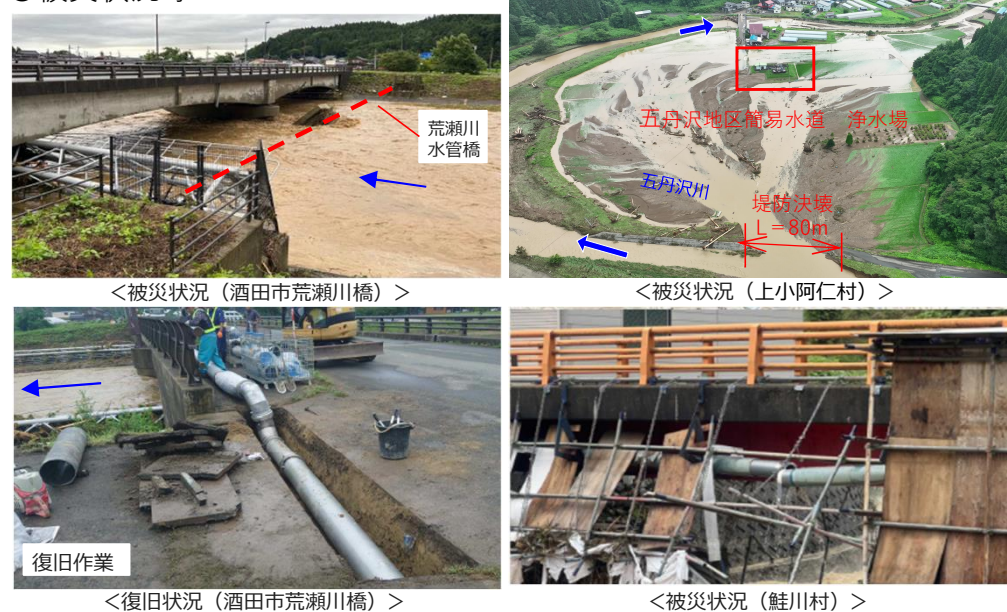 荒瀬川
水管橋
<被災状況（酒田市荒瀬川橋）>
五丹沢地区簡易水道　浄水場
五丹沢川
堤防決壊
L＝80m
<被災状況（上小阿仁村）>
復旧作業
<復旧状況（酒田市荒瀬川橋）>
<被災状況（鮭川村）>